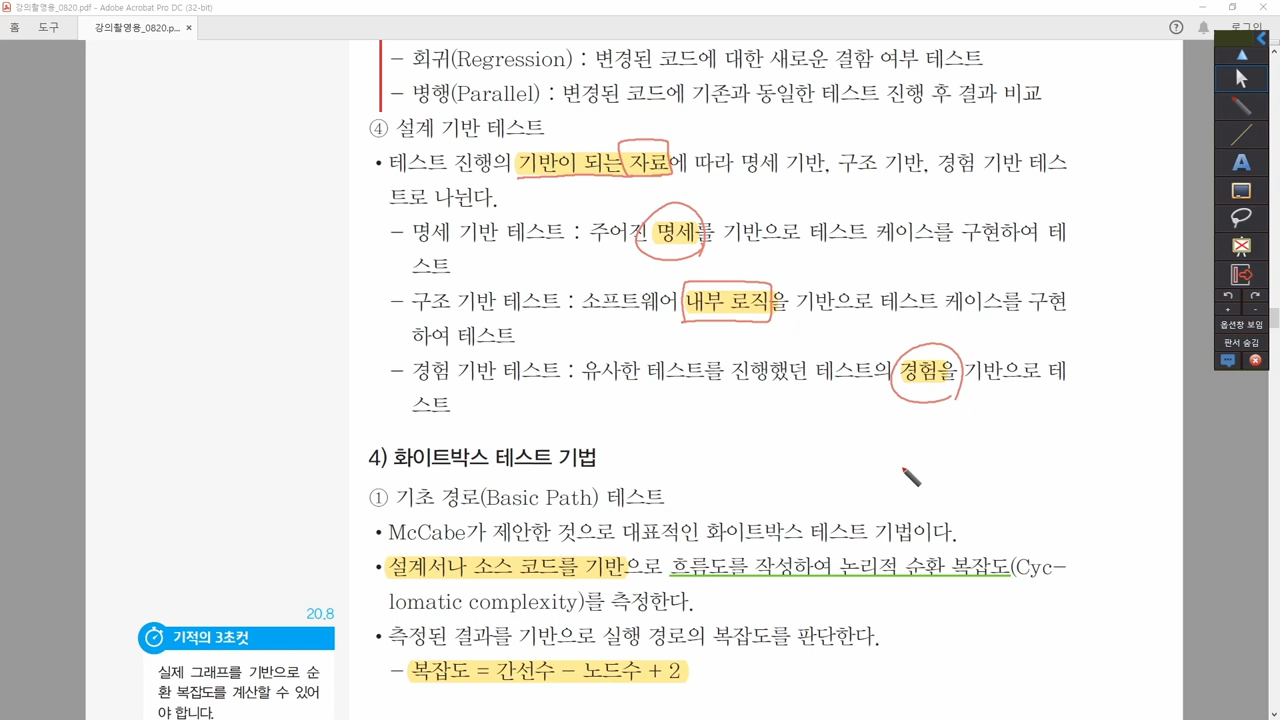 강의촬영용_0820.pdf - Adobe Acrobat Pro DC (32-bit)
홈 도구 강의촬영용_0820.p... × 로그인
– 회귀(Regression) : 변경된 코드에 대한 새로운 결함 여부 테스트
– 병행(Parallel) : 변경된 코드에 기존과 동일한 테스트 진행 후 결과 비교
④ 설계 기반 테스트
• 테스트 진행의 기반이 되는 자료에 따라 명세 기반, 구조 기반, 경험 기반 테스
트로 나뉜다.
– 명세 기반 테스트 : 주어진 명세를 기반으로 테스트 케이스를 구현하여 테
스트
– 구조 기반 테스트 : 소프트웨어 내부 로직을 기반으로 테스트 케이스를 구현
하여 테스트
– 경험 기반 테스트 : 유사한 테스트를 진행했던 테스트의 경험을 기반으로 테
스트
4) 화이트박스 테스트 기법
① 기초 경로(Basic Path) 테스트
• McCabe가 제안한 것으로 대표적인 화이트박스 테스트 기법이다.
• 설계서나 소스 코드를 기반으로 흐름도를 작성하여 논리적 순환 복잡도(Cyc-
lomatic complexity)를 측정한다.
• 측정된 결과를 기반으로 실행 경로의 복잡도를 판단한다.
– 복잡도 = 간선수 – 노드수 + 2
20.8
기적의 3초컷
실제 그래프를 기반으로 순
환 복잡도를 계산할 수 있어
야 합니다.
A
+ -
옵션창 보임
판서 숨김